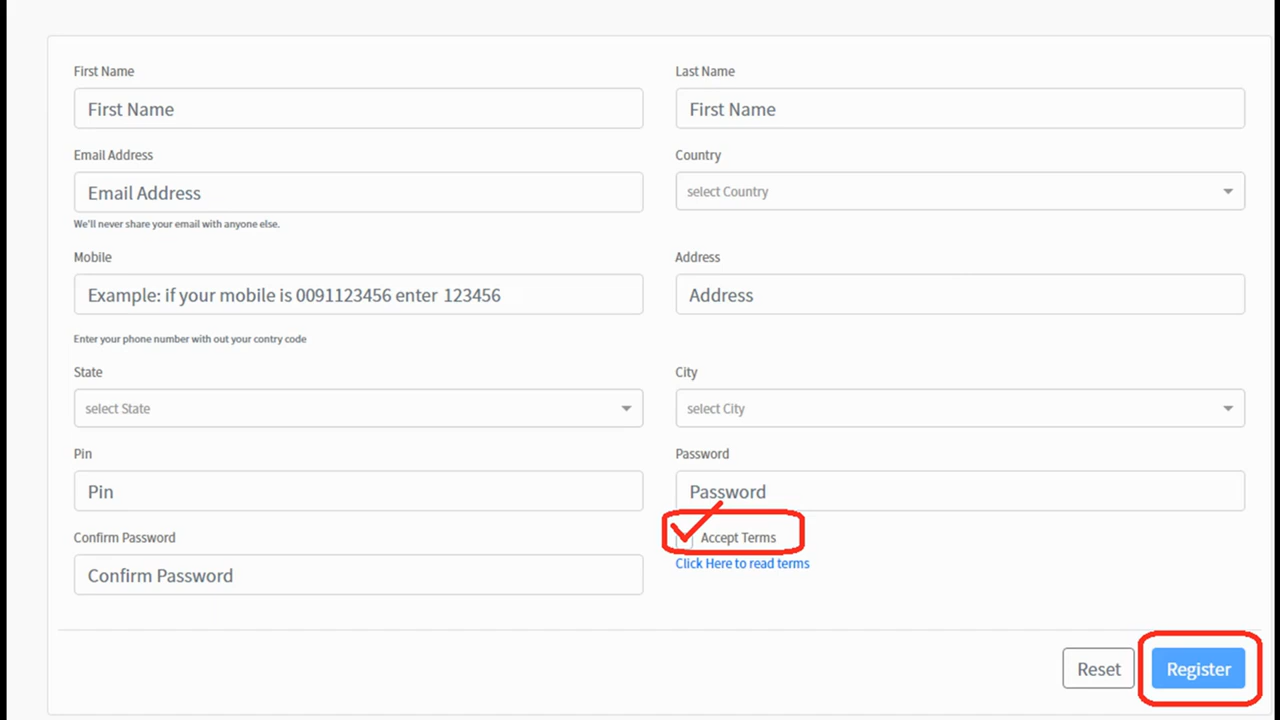 First Name
Last Name
First Name
First Name
Email Address
Country
Email Address
select Country
We'll never share your email with anyone else.
Mobile
Address
Example: if your mobile is 0091123456 enter 123456
Address
Enter your phone number with out your contry code
State
City
select State
select City
Pin
Password
Pin
Password
Confirm Password
Accept Terms
Click Here to read terms
Confirm Password
Reset
Register